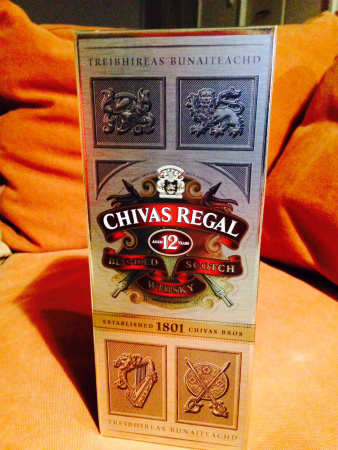 TREIBHIREAS BUNAITEACHD
CHIVAS REGAL
AGED 12 YEARS
BLENDED SCOTCH
WHISKY
ESTABLISHED 1801 CHIVAS BROS
TREIBHIREAS BUNAITEACHD